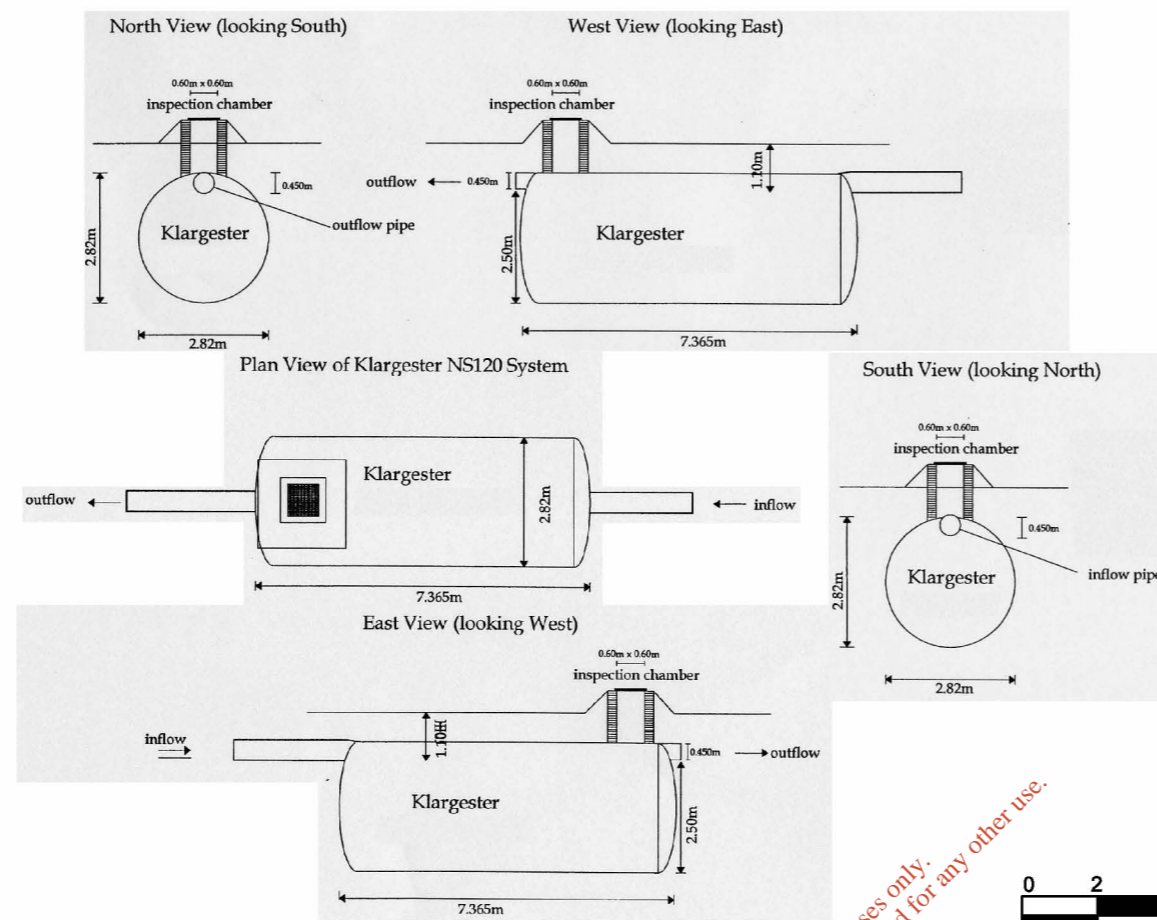 North View (looking South)
West View (looking East)
0.60m x 0.60m
inspection chamber
0.450m
outflow pipe
Klargester
2.82m
2.82m
0.60m x 0.60m
inspection chamber
outflow
0.450m
Klargester
2.50m
7.365m
Plan View of Klargester NS120 System
outflow
Klargester
2.82m
inflow
7.365m
South View (looking North)
0.60m x 0.60m
inspection chamber
0.450m
Klargester
inflow pipe
2.82m
2.82m
East View (looking West)
0.60m x 0.60m
inspection chamber
inflow
0.450m
outflow
Klargester
2.50m
7.365m
only.
d for any other use.
0 2